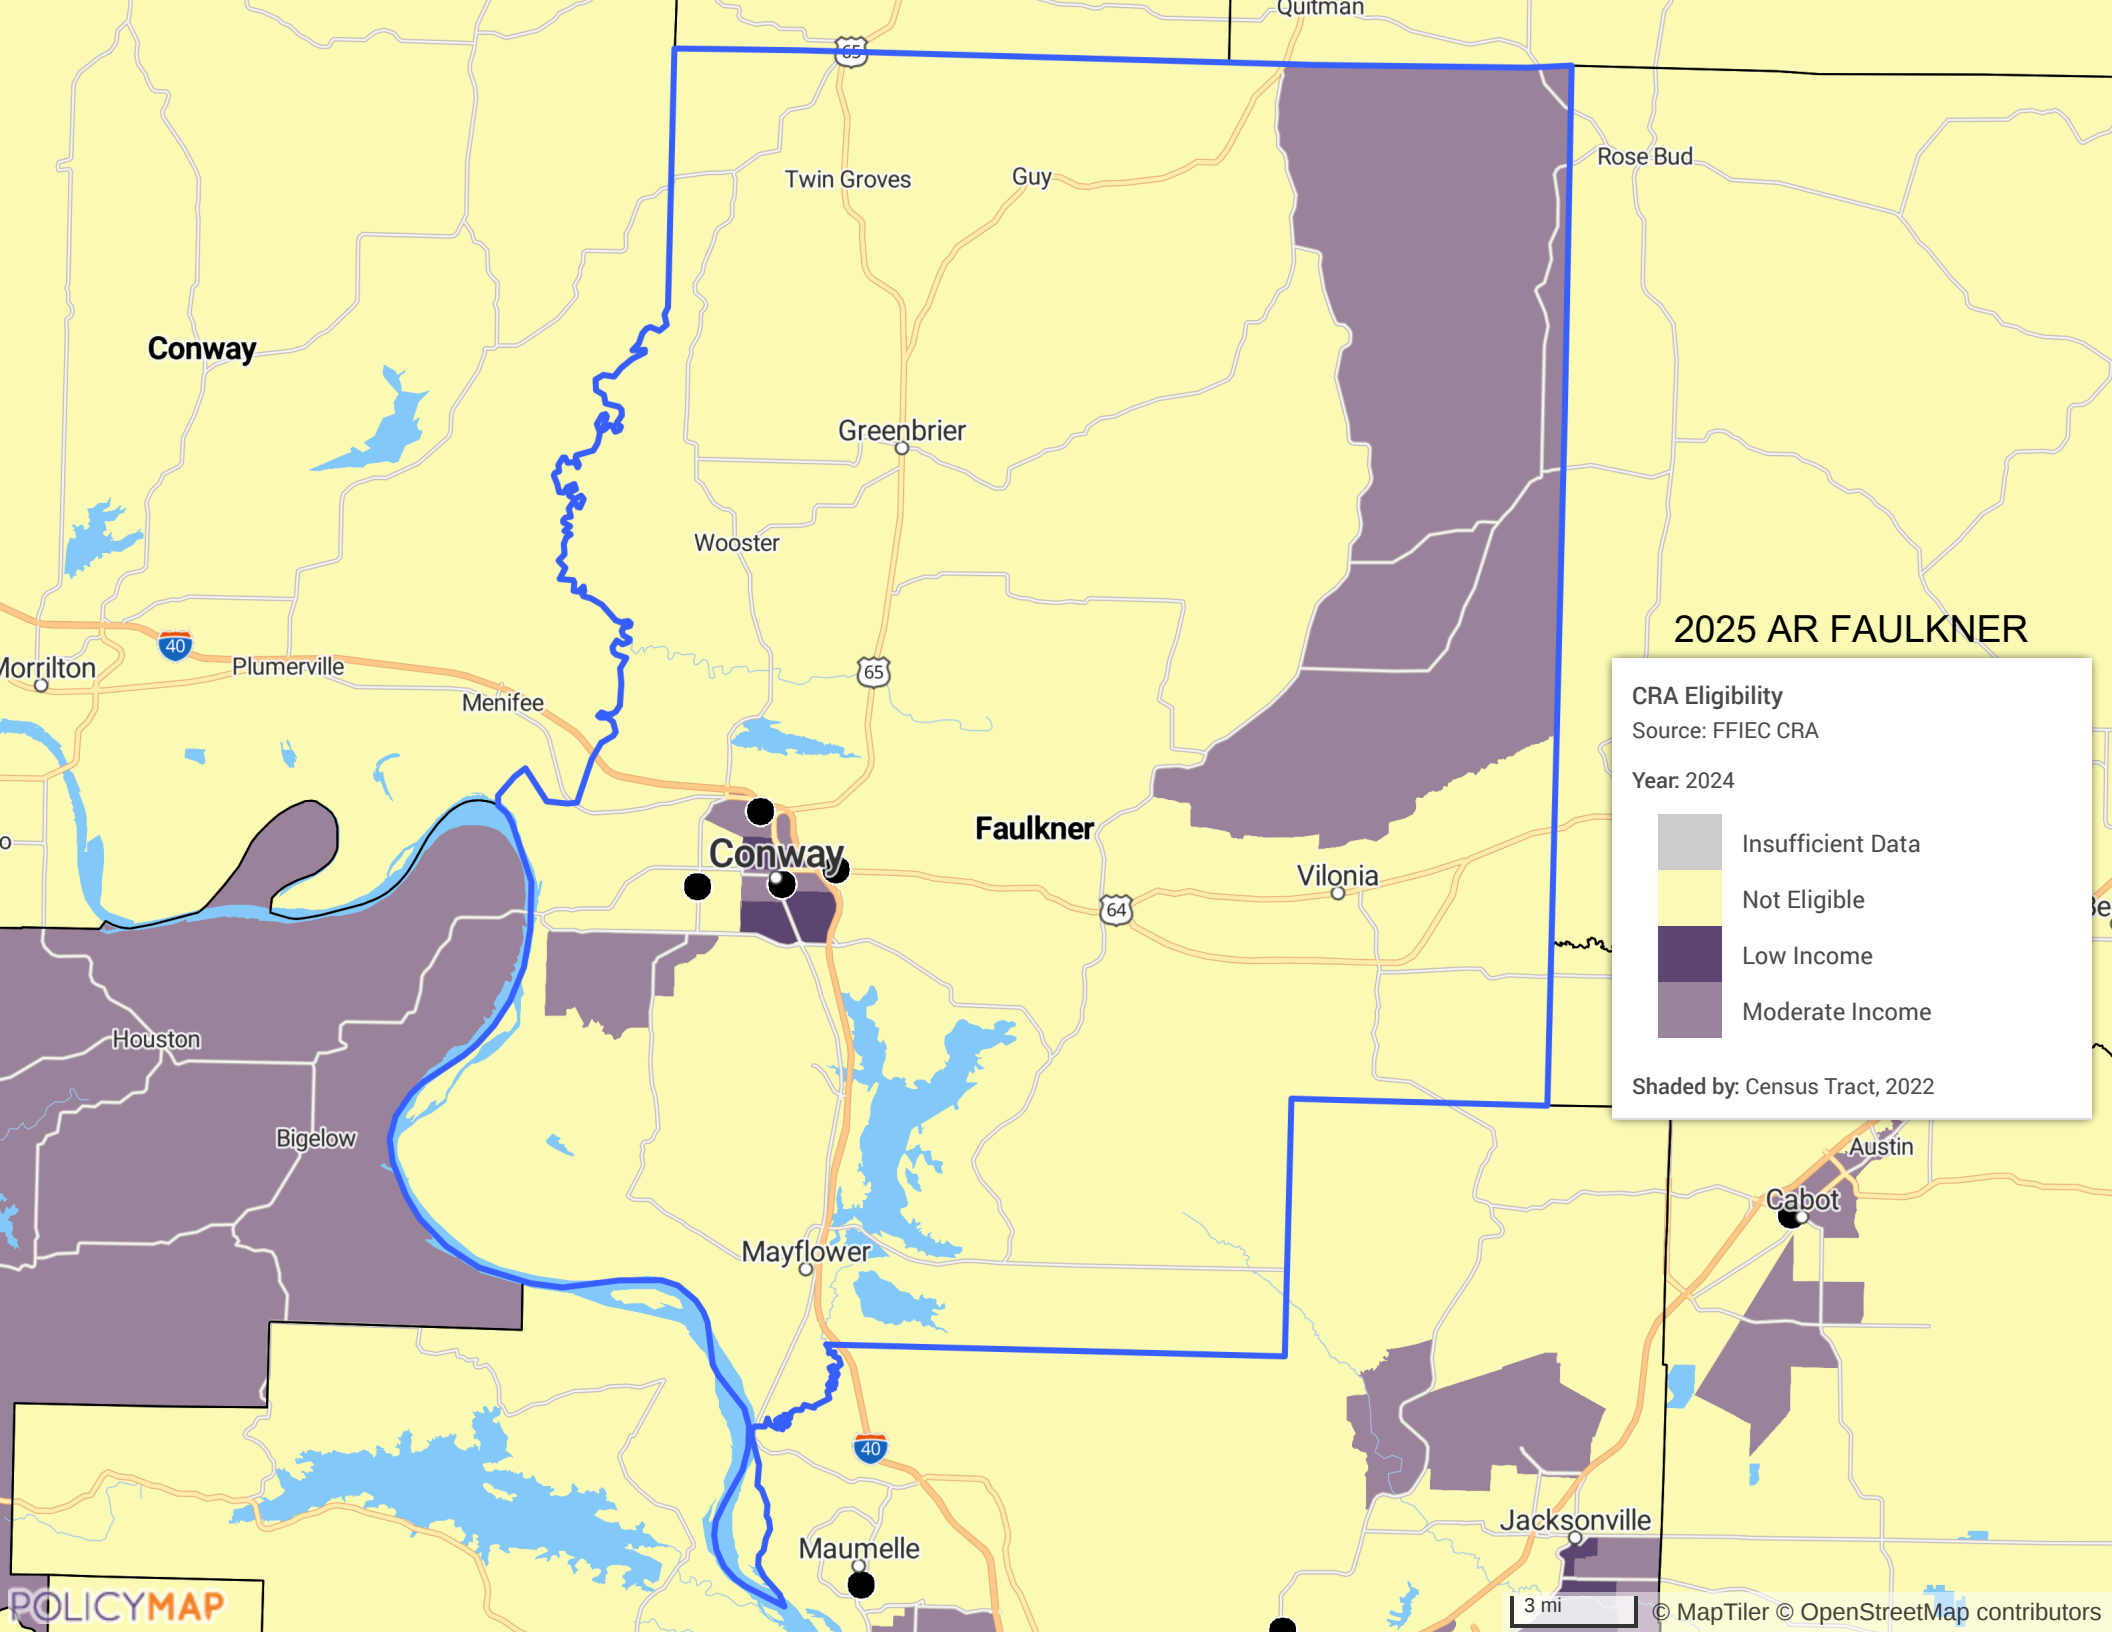 Quitman
65
Twin Groves
Guy
Rose Bud
Conway
Greenbrier
Wooster
2025 AR FAULKNER
40
Morrilton
Plumerville
65
Menifee
CRA Eligibility
Source: FFIEC CRA
Year: 2024
Insufficient Data
Not Eligible
Low Income
Moderate Income
Shaded by: Census Tract, 2022
Faulkner
Conway
Vilonia
64
Houston
Bigelow
Austin
Cabot
Mayflower
40
Jacksonville
Maumelle
POLICYMAP
3 mi
© MapTiler © OpenStreetMap contributors